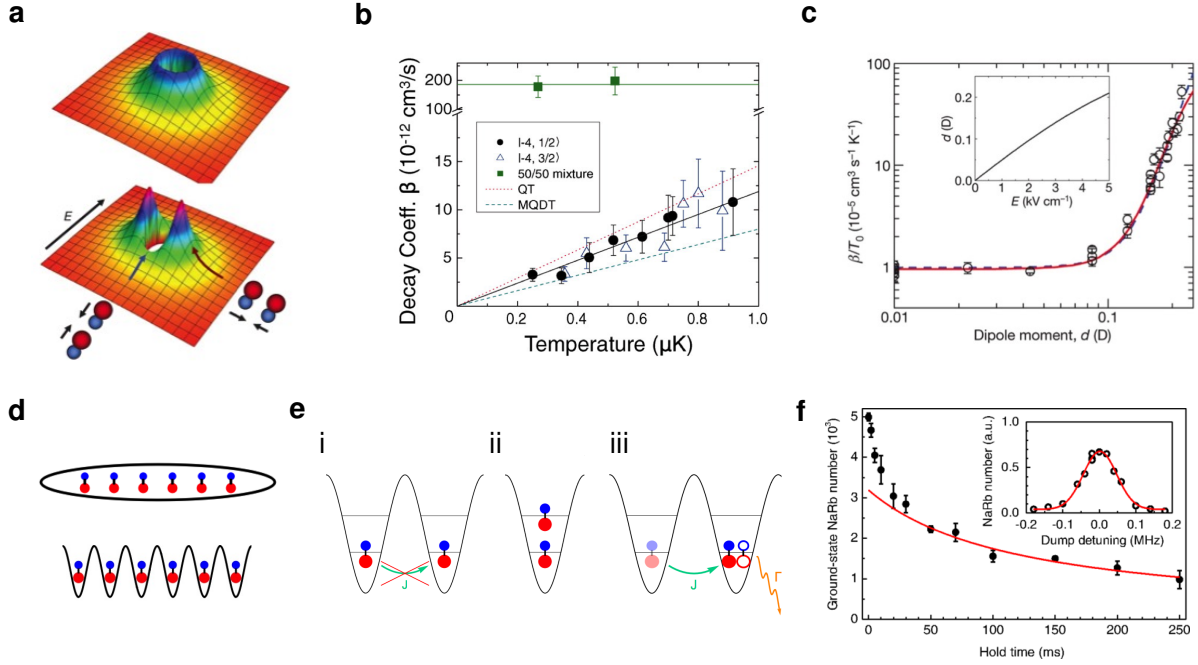 a
E
b
Decay Coeff. β (10⁻¹² cm³/s)
200
100
15
10
5
0
0.2
0.4
0.6
0.8
1.0
Temperature (μK)
|-4, 1/2⟩
|-4, 3/2⟩
50/50 mixture
QT
MQDT
c
β/T₀ (10⁻⁵ cm³ s⁻¹ K⁻¹)
100
10
1
0.01
0.1
Dipole moment, d (D)
d (D)
0.2
0.1
0.0
0 1 2 3 4 5
E (kV cm⁻¹)
d
e
i
ii
iii
J
J
Γ
f
Ground-state NaRb number (10³)
5
4
3
2
1
0
0 50 100 150 200 250
Hold time (ms)
NaRb number (a.u.)
1.0
0.5
0.0
-0.2 -0.1 0.0 0.1 0.2
Dump detuning (MHz)